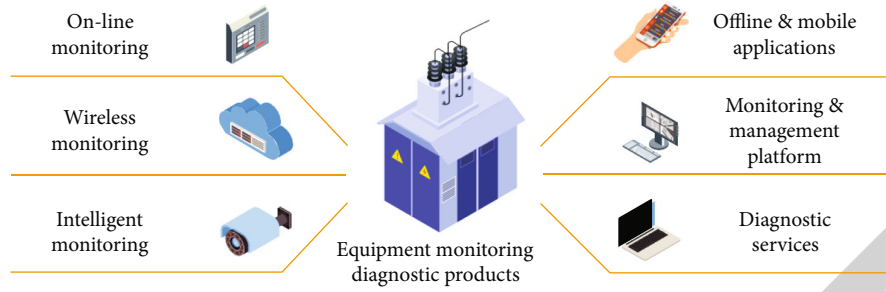 On-line
monitoring
Wireless
monitoring
Intelligent
monitoring
Equipment monitoring
diagnostic products
Offline & mobile
applications
Monitoring &
management
platform
Diagnostic
services